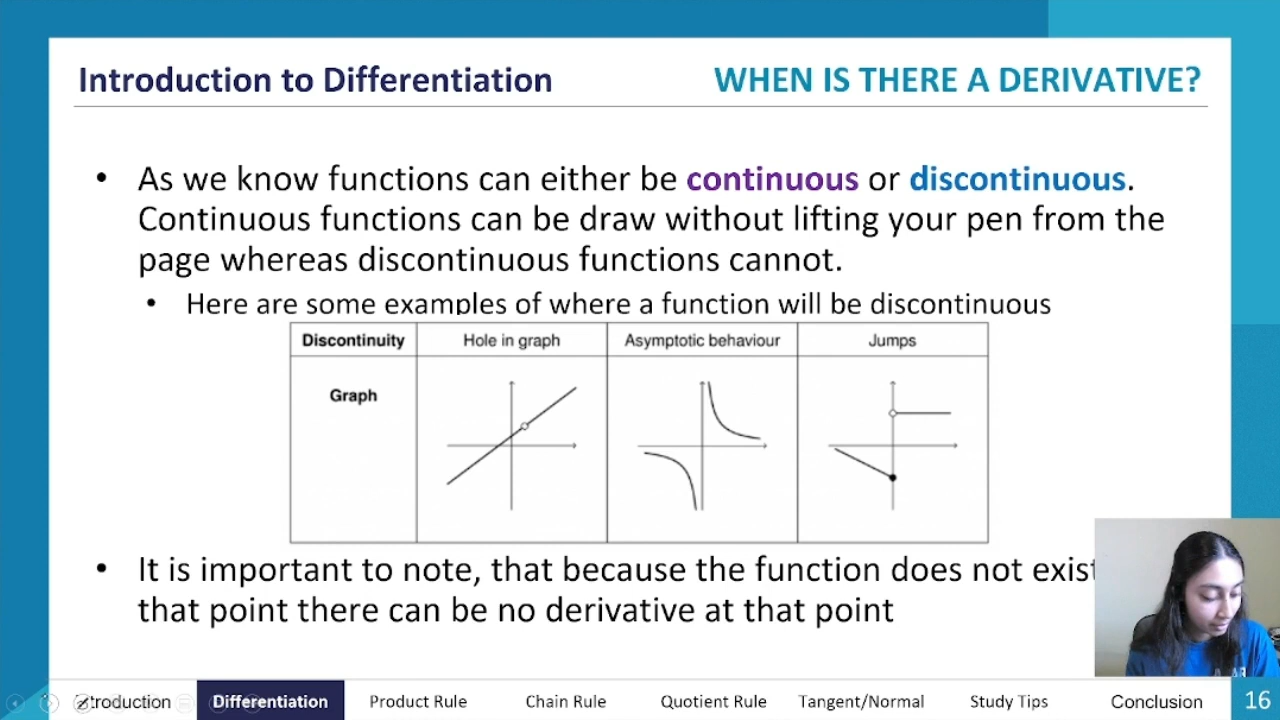 Introduction to Differentiation
WHEN IS THERE A DERIVATIVE?
• As we know functions can either be continuous or discontinuous.
Continuous functions can be draw without lifting your pen from the
page whereas discontinuous functions cannot.
• Here are some examples of where a function will be discontinuous
Discontinuity Hole in graph Asymptotic behaviour Jumps
Graph
• It is important to note, that because the function does not exist
that point there can be no derivative at that point
Differentiation Product Rule Chain Rule Quotient Rule Tangent/Normal Study Tips Conclusion 16